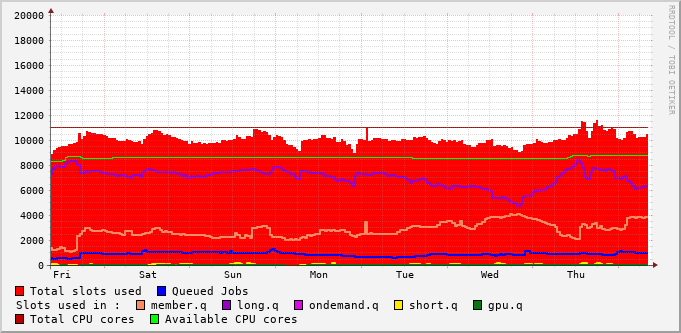 RRDTOOL / TOBI OETIKER
20000
18000
16000
14000
12000
10000
8000
6000
4000
2000
0
Fri Sat Sun Mon Tue Wed Thu
Total slots used Queued Jobs
Slots used in : member.q long.q ondemand.q short.q gpu.q
Total CPU cores Available CPU cores